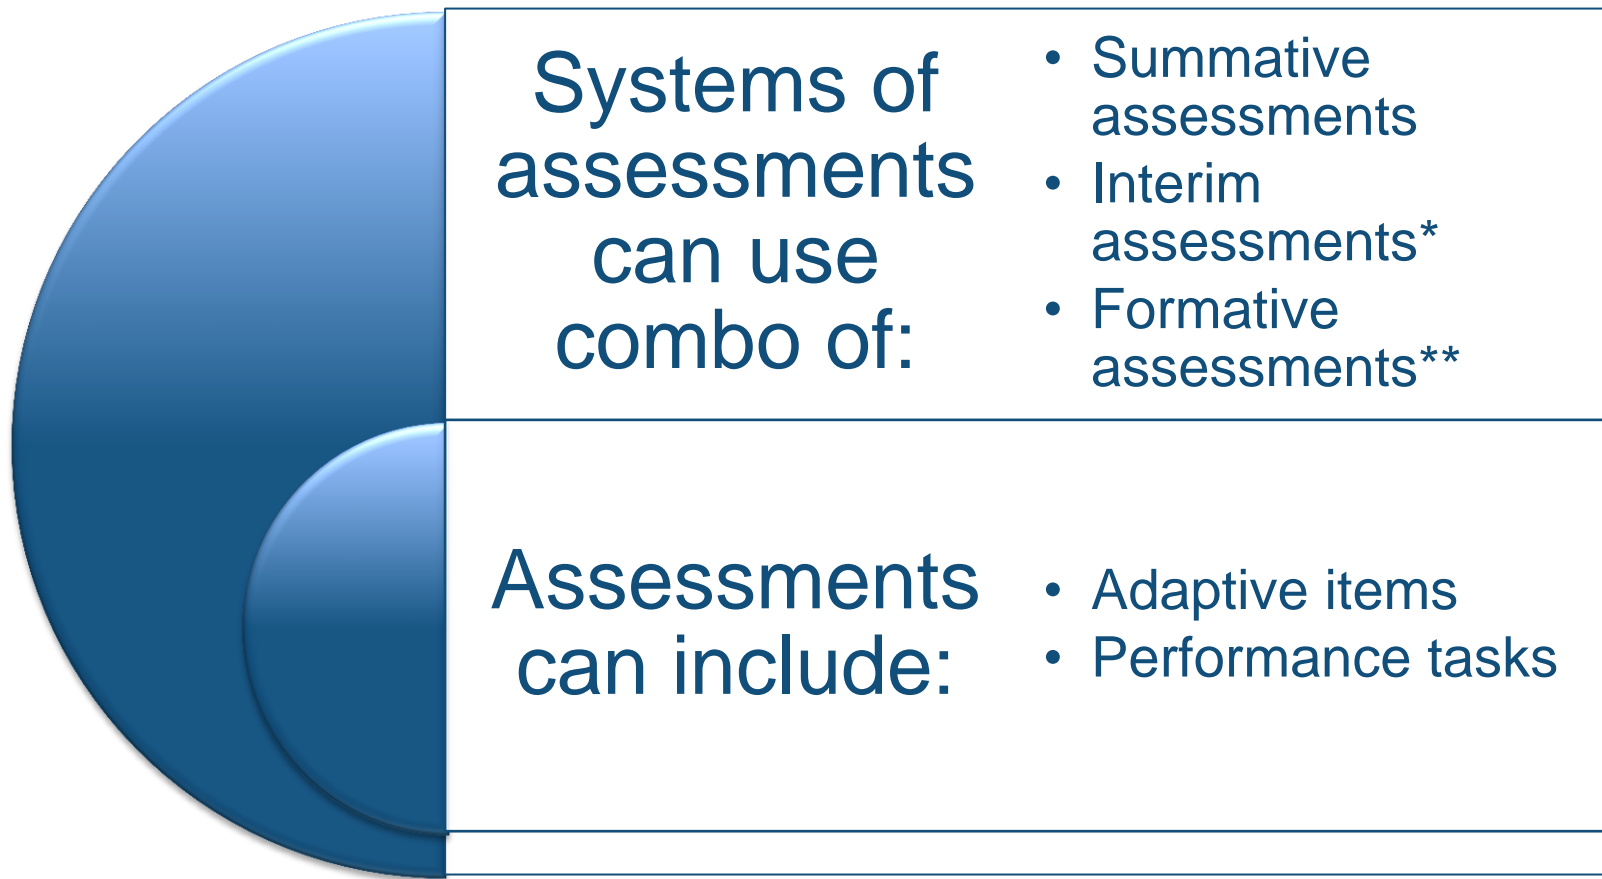 Systems of
assessments
can use
combo of:
• Summative
assessments
• Interim
assessments*
• Formative
assessments**
Assessments
can include:
• Adaptive items
• Performance tasks